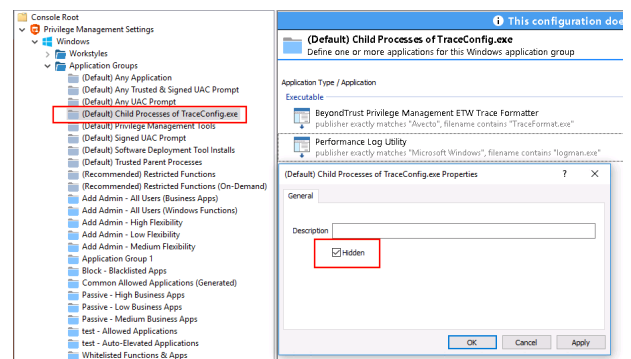 Console Root
Privilege Management Settings
Windows
Workstyles
Application Groups
(Default) Any Application
(Default) Any Trusted & Signed UAC Prompt
(Default) Any UAC Prompt
(Default) Child Processes of TraceConfig.exe
(Default) Privilege Management Tools
(Default) Signed UAC Prompt
(Default) Software Deployment Tool Installs
(Default) Trusted Parent Processes
(Recommended) Restricted Functions
(Recommended) Restricted Functions (On-Demand)
Add Admin - All Users (Business Apps)
Add Admin - All Users (Windows Functions)
Add Admin - High Flexibility
Add Admin - Low Flexibility
Add Admin - Medium Flexibility
Application Group 1
Block - Blacklisted Apps
Common Allowed Applications (Generated)
Passive - High Business Apps
Passive - Low Business Apps
Passive - Medium Business Apps
test - Allowed Applications
test - Auto-Elevated Applications
Whitelisted Functions & Apps
This configuration doe
(Default) Child Processes of TraceConfig.exe
Define one or more applications for this Windows application group
Application Type / Application
Executable
BeyondTrust Privilege Management ETW Trace Formatter
publisher exactly matches "Avecto", filename contains "TraceFormat.exe"
Performance Log Utility
publisher exactly matches "Microsoft Windows", filename contains "logman.exe"
(Default) Child Processes of TraceConfig.exe Properties
General
Description
Hidden
OK Cancel Apply